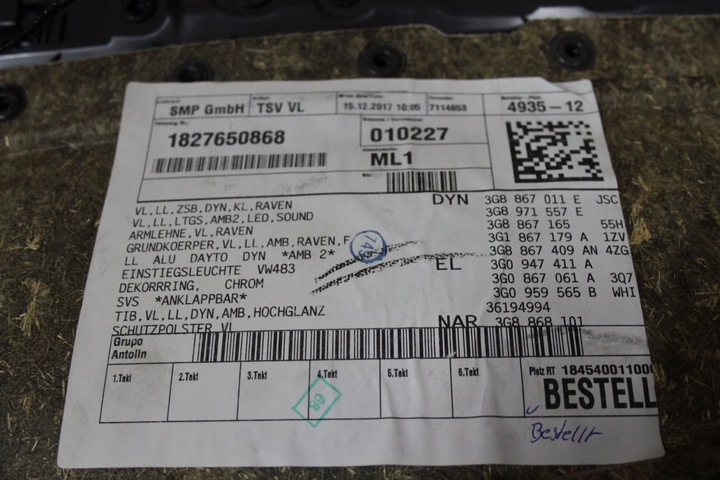 SMP GmbH TSV VL 15.12.2017 10:05 7114653 4935-12
1827650868 010227
ML1
VL,LL,ZSB,DYN,KL,RAVEN DYN 3G8 867 011 E JSC
VL,LL,LTGS,AMB2,LED,SOUND 3G8 971 557 E
ARMLEHNE,VL,RAVEN 3G8 867 165 55H
GRUNDKOERPER,VL,LL,AMB,RAVEN,F 3G1 867 179 A 1ZV
LL ALU DAYTO DYN *AMB 2* 3G8 867 409 AN 4ZG
EINSTIEGSLEUCHTE VW483 EL 3G0 947 411 A
DEKORRRING, CHROM 3G0 867 061 A 3Q7
SVS *ANKLAPPBAR* 3G0 959 565 B WHI
TIB,VL,LL,DYN,AMB,HOCHGLANZ 36194994
SCHUTZPOLSTER VL NAR 3G8 868 101
Grupo
Antolin
1.Takt 2.Takt 3.Takt 4.Takt 5.Takt 6.Takt Platz RT 18454001100
85
BESTELL
Bestellt